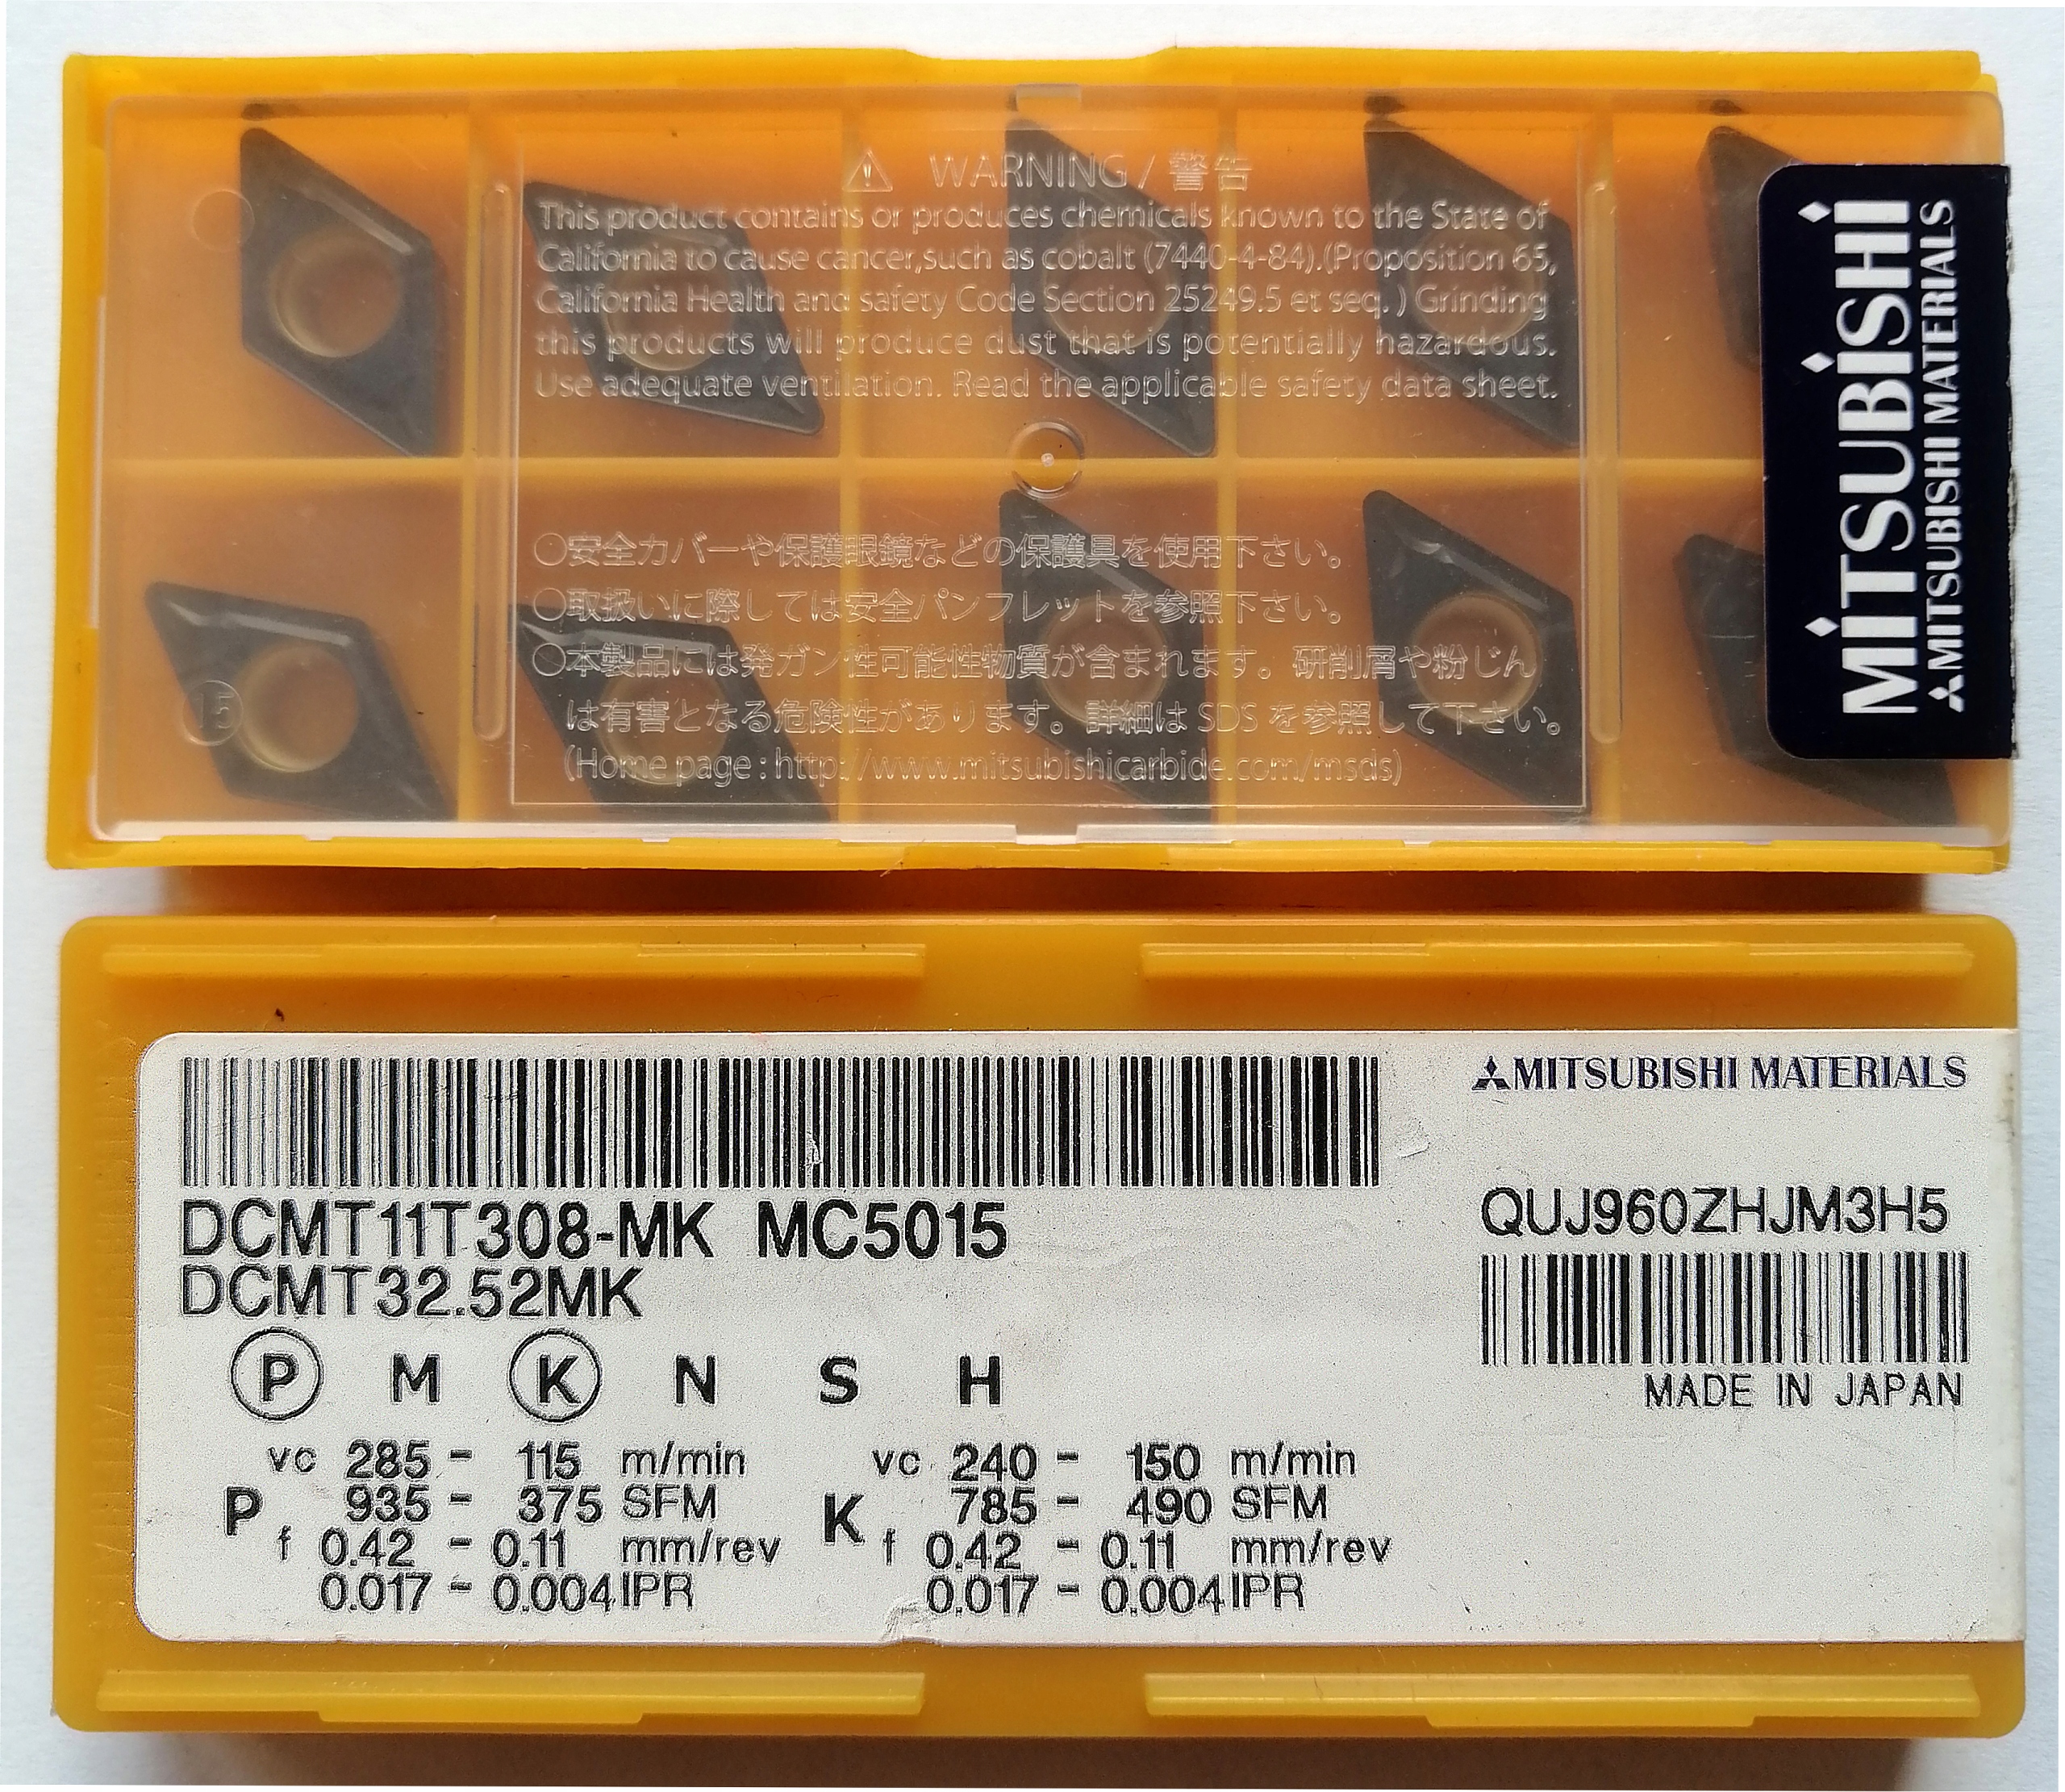 WARNING / 警告
This product contains or produces chemicals known to the State of
California to cause cancer,such as cobalt (7440-4-84).(Proposition 65,
California Health and safety Code Section 25249.5 et seq. ) Grinding
this products will produce dust that is potentially hazardous.
Use adequate ventilation. Read the applicable safety data sheet.
○安全カバーや保護眼鏡などの保護具を使用下さい。
○取扱いに際しては安全パンフレットを参照下さい。
○本製品には発ガン性可能性物質が含まれます。研削屑や粉じん
は有害となる危険性があります。詳細は SDS を参照して下さい。
(Home page : http://www.mitsubishicarbide.com/msds)
15
MITSUBISHI
MITSUBISHI MATERIALS
MITSUBISHI MATERIALS
DCMT11T308-MK MC5015
DCMT32.52MK
QUJ960ZHJM3H5
MADE IN JAPAN
P M K N S H
vc 285 - 115 m/min vc 240 - 150 m/min
P 935 - 375 SFM K 785 - 490 SFM
f 0.42 - 0.11 mm/rev f 0.42 - 0.11 mm/rev
0.017 - 0.004 IPR 0.017 - 0.004 IPR